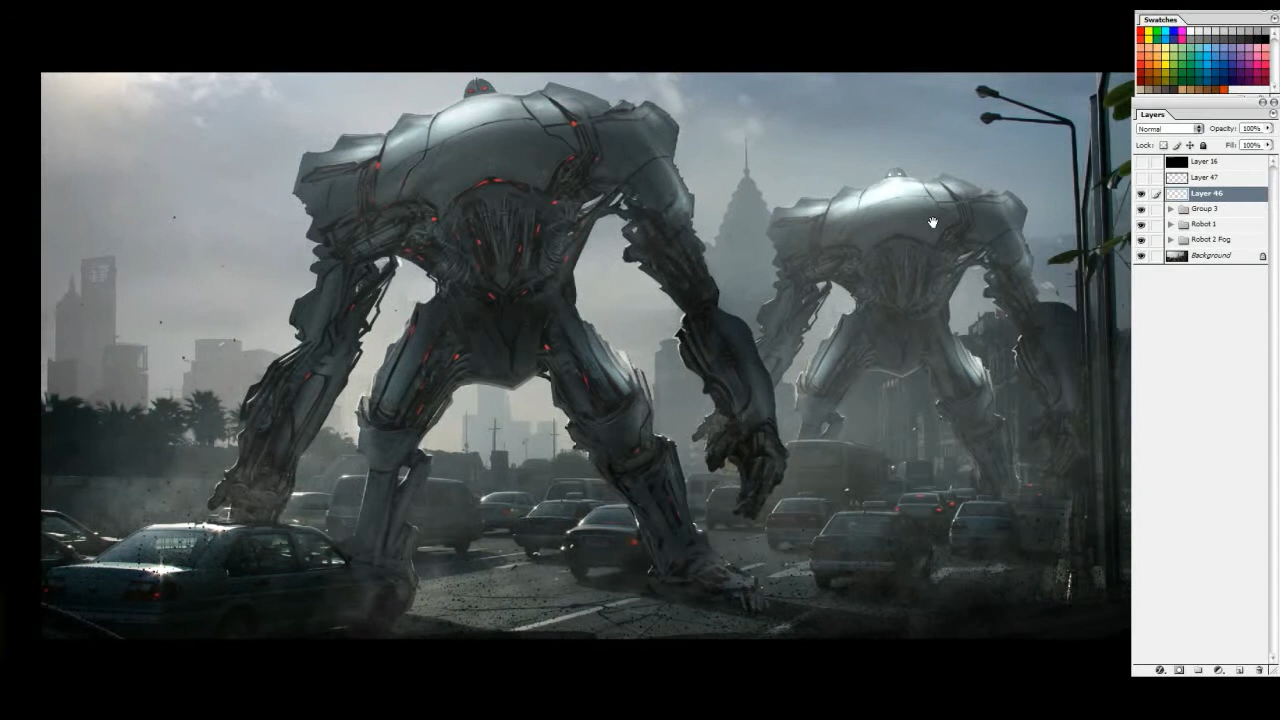 Swatches
Layers
Normal Opacity: 100%
Lock: Fill: 100%
Layer 16
Layer 47
Layer 46
Group 3
Robot 1
Robot 2 Fog
Background